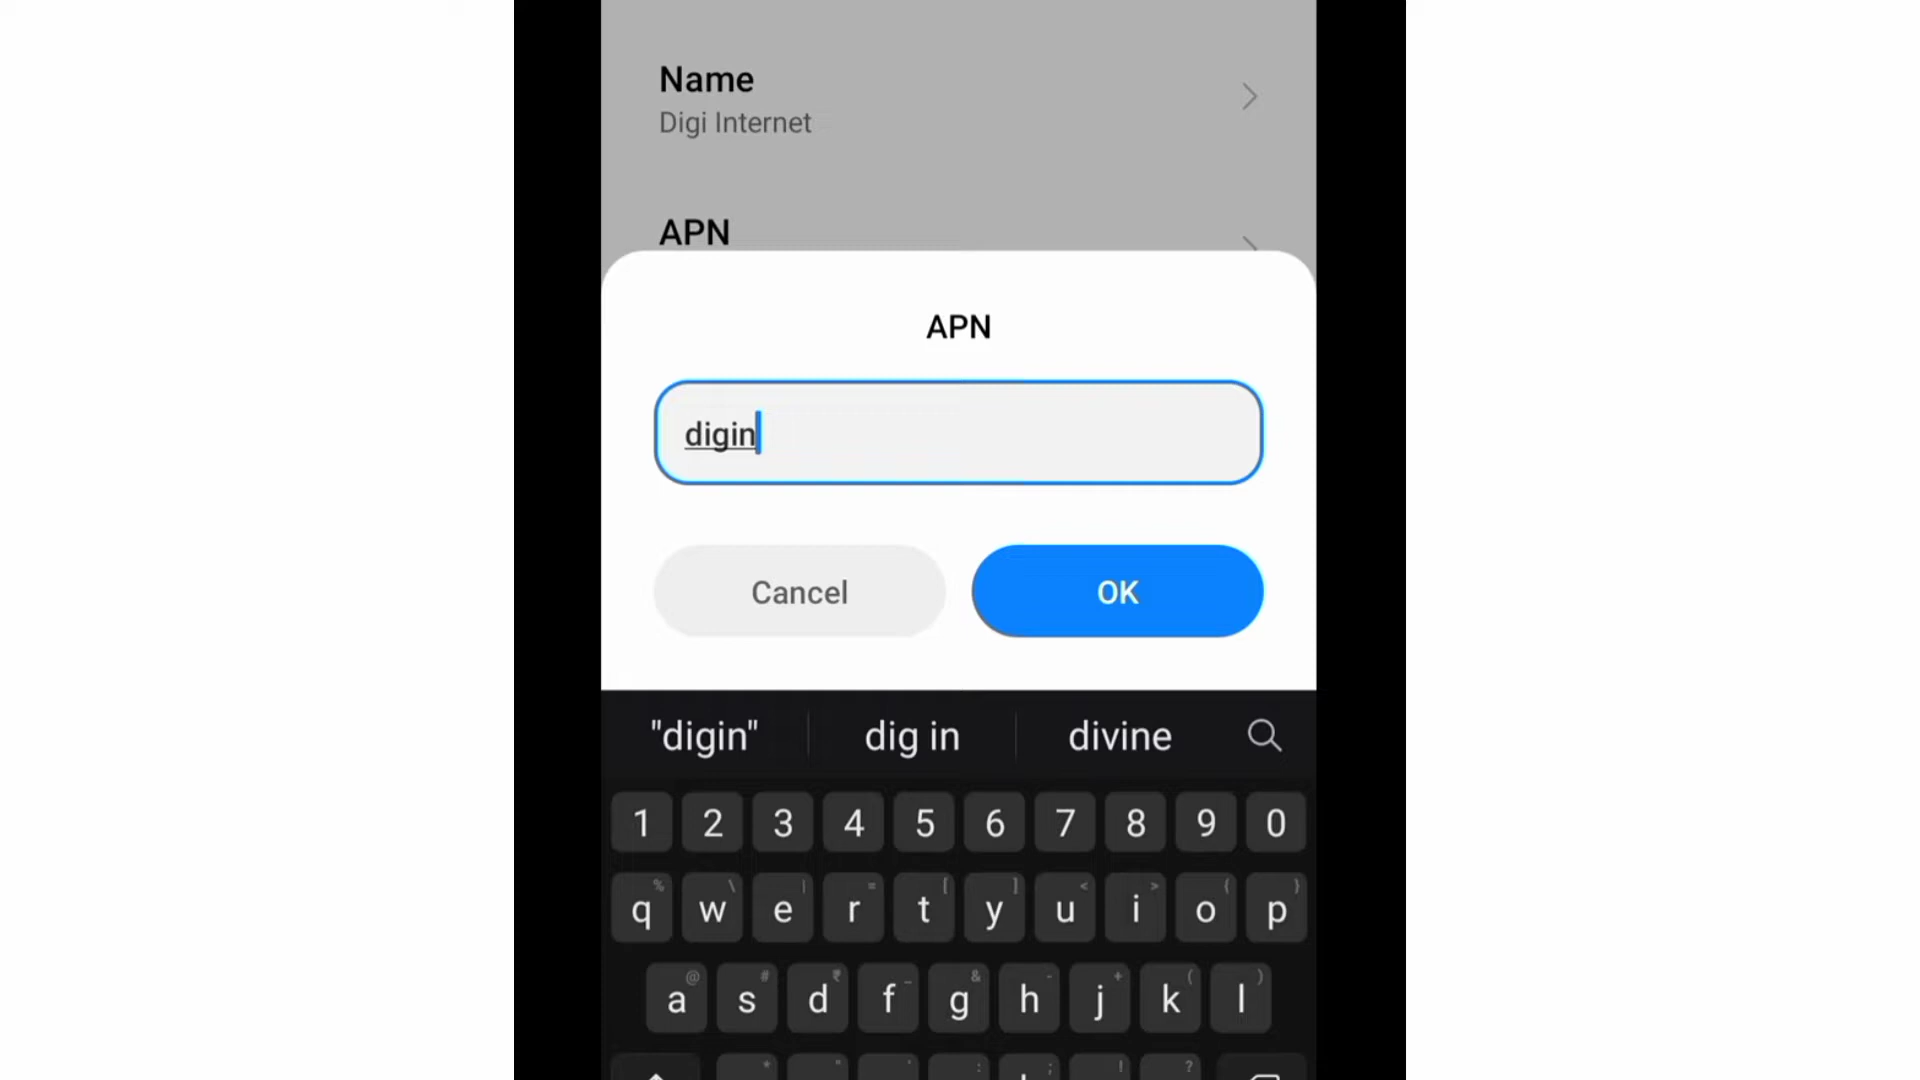 Name
Digi Internet
APN
APN
digin
Cancel OK
"digin" dig in divine
1 2 3 4 5 6 7 8 9 0
% \ | = [ ] < > { }
q w e r t y u i o p
@ # ₹ _ & - + ( )
a s d f g h j k l
* " ' : ; ! ?